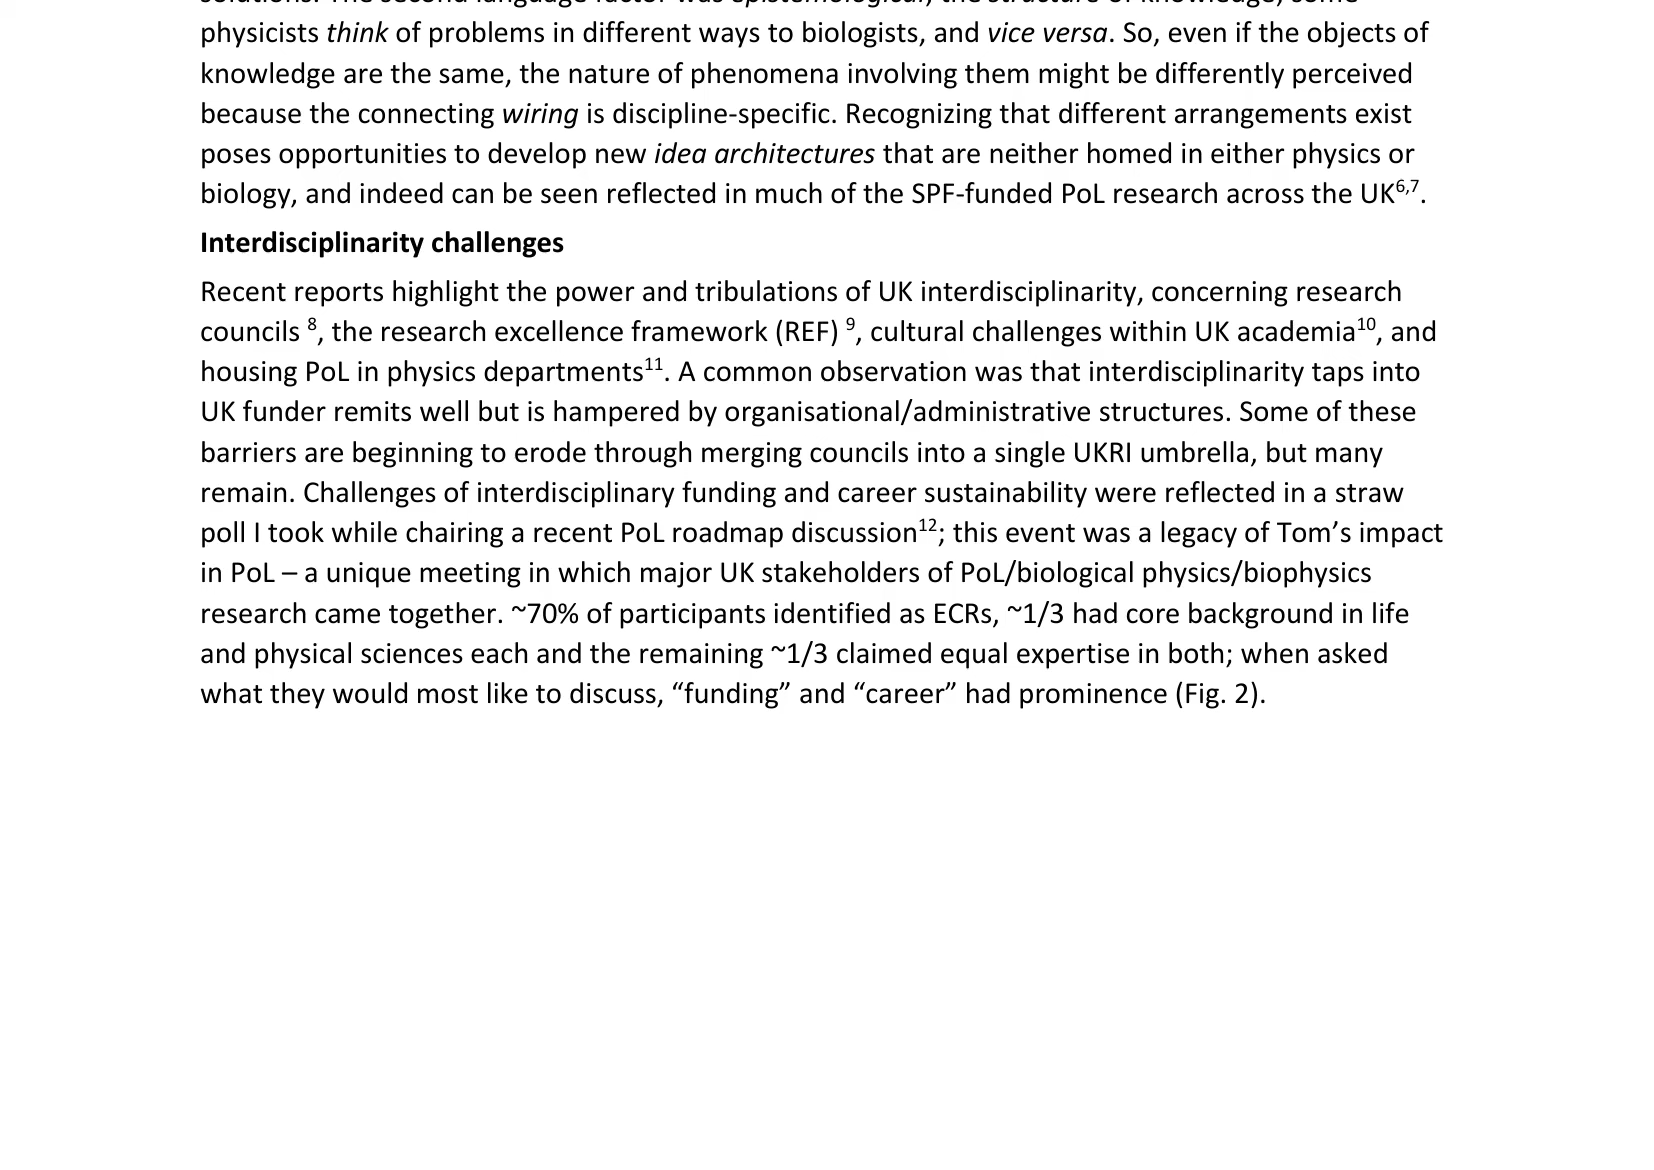 solutions. The second language factor was epistemological, the structure of knowledge; some
physicists think of problems in different ways to biologists, and vice versa. So, even if the objects of
knowledge are the same, the nature of phenomena involving them might be differently perceived
because the connecting wiring is discipline-specific. Recognizing that different arrangements exist
poses opportunities to develop new idea architectures that are neither homed in either physics or
biology, and indeed can be seen reflected in much of the SPF-funded PoL research across the UK6,7.
Interdisciplinarity challenges
Recent reports highlight the power and tribulations of UK interdisciplinarity, concerning research
councils 8, the research excellence framework (REF) 9, cultural challenges within UK academia10, and
housing PoL in physics departments11. A common observation was that interdisciplinarity taps into
UK funder remits well but is hampered by organisational/administrative structures. Some of these
barriers are beginning to erode through merging councils into a single UKRI umbrella, but many
remain. Challenges of interdisciplinary funding and career sustainability were reflected in a straw
poll I took while chairing a recent PoL roadmap discussion12; this event was a legacy of Tom’s impact
in PoL – a unique meeting in which major UK stakeholders of PoL/biological physics/biophysics
research came together. ~70% of participants identified as ECRs, ~1/3 had core background in life
and physical sciences each and the remaining ~1/3 claimed equal expertise in both; when asked
what they would most like to discuss, “funding” and “career” had prominence (Fig. 2).